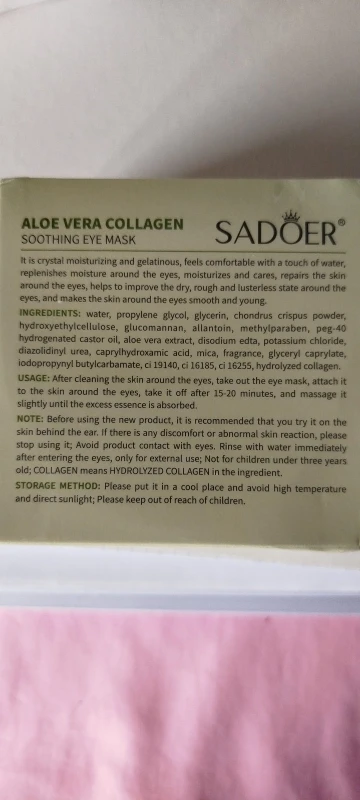 ALOE VERA COLLAGEN
SOOTHING EYE MASK
SADOER®
It is crystal moisturizing and gelatinous, feels comfortable with a touch of water,
replenishes moisture around the eyes, moisturizes and cares, repairs the skin
around the eyes, helps to improve the dry, rough and lusterless state around the
eyes, and makes the skin around the eyes smooth and young.
INGREDIENTS: water, propylene glycol, glycerin, chondrus crispus powder,
hydroxyethylcellulose, glucomannan, allantoin, methylparaben, peg-40
hydrogenated castor oil, aloe vera extract, disodium edta, potassium chloride,
diazolidinyl urea, caprylhydroxamic acid, mica, fragrance, glyceryl caprylate,
iodopropynyl butylcarbamate, ci 19140, ci 16185, ci 16255, hydrolyzed collagen.
USAGE: After cleaning the skin around the eyes, take out the eye mask, attach it
to the skin around the eyes, take it off after 15-20 minutes, and massage it
slightly until the excess essence is absorbed.
NOTE: Before using the new product, it is recommended that you try it on the
skin behind the ear. If there is any discomfort or abnormal skin reaction, please
stop using it; Avoid product contact with eyes. Rinse with water immediately
after entering the eyes, only for external use; Not for children under three years
old; COLLAGEN means HYDROLYZED COLLAGEN in the ingredient.
STORAGE METHOD: Please put it in a cool place and avoid high temperature
and direct sunlight; Please keep out of reach of children.